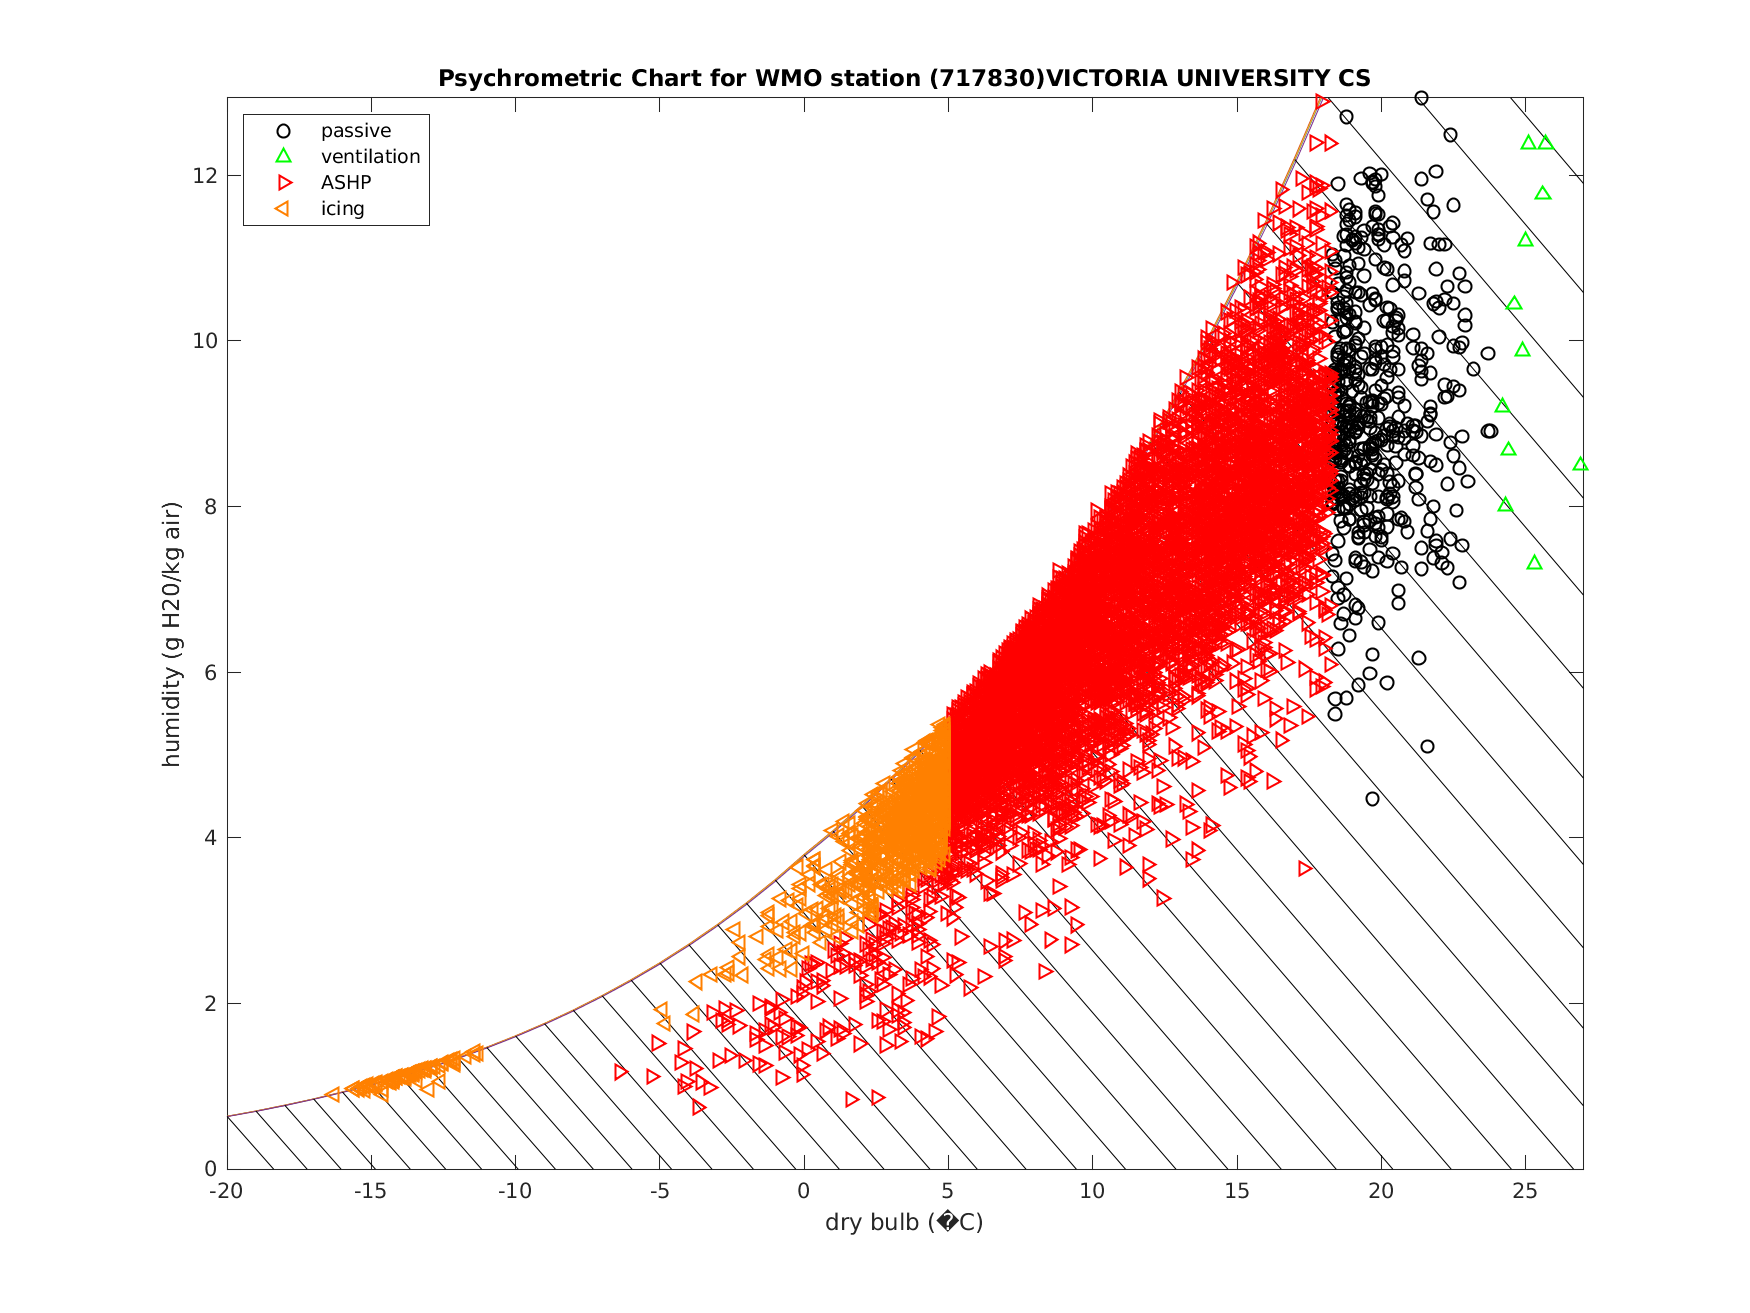 Psychrometric Chart for WMO station (717830)VICTORIA UNIVERSITY CS
passive
ventilation
ASHP
icing
humidity (g H20/kg air)
12
10
8
6
4
2
0
-20 -15 -10 -5 0 5 10 15 20 25
dry bulb (�C)